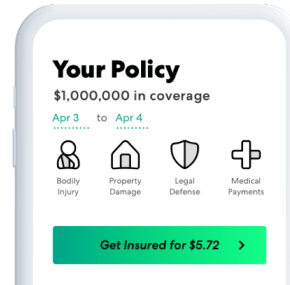 Your Policy
$1,000,000 in coverage
Apr 3 to Apr 4
Bodily Injury
Property Damage
Legal Defense
Medical Payments
Get Insured for $5.72 >